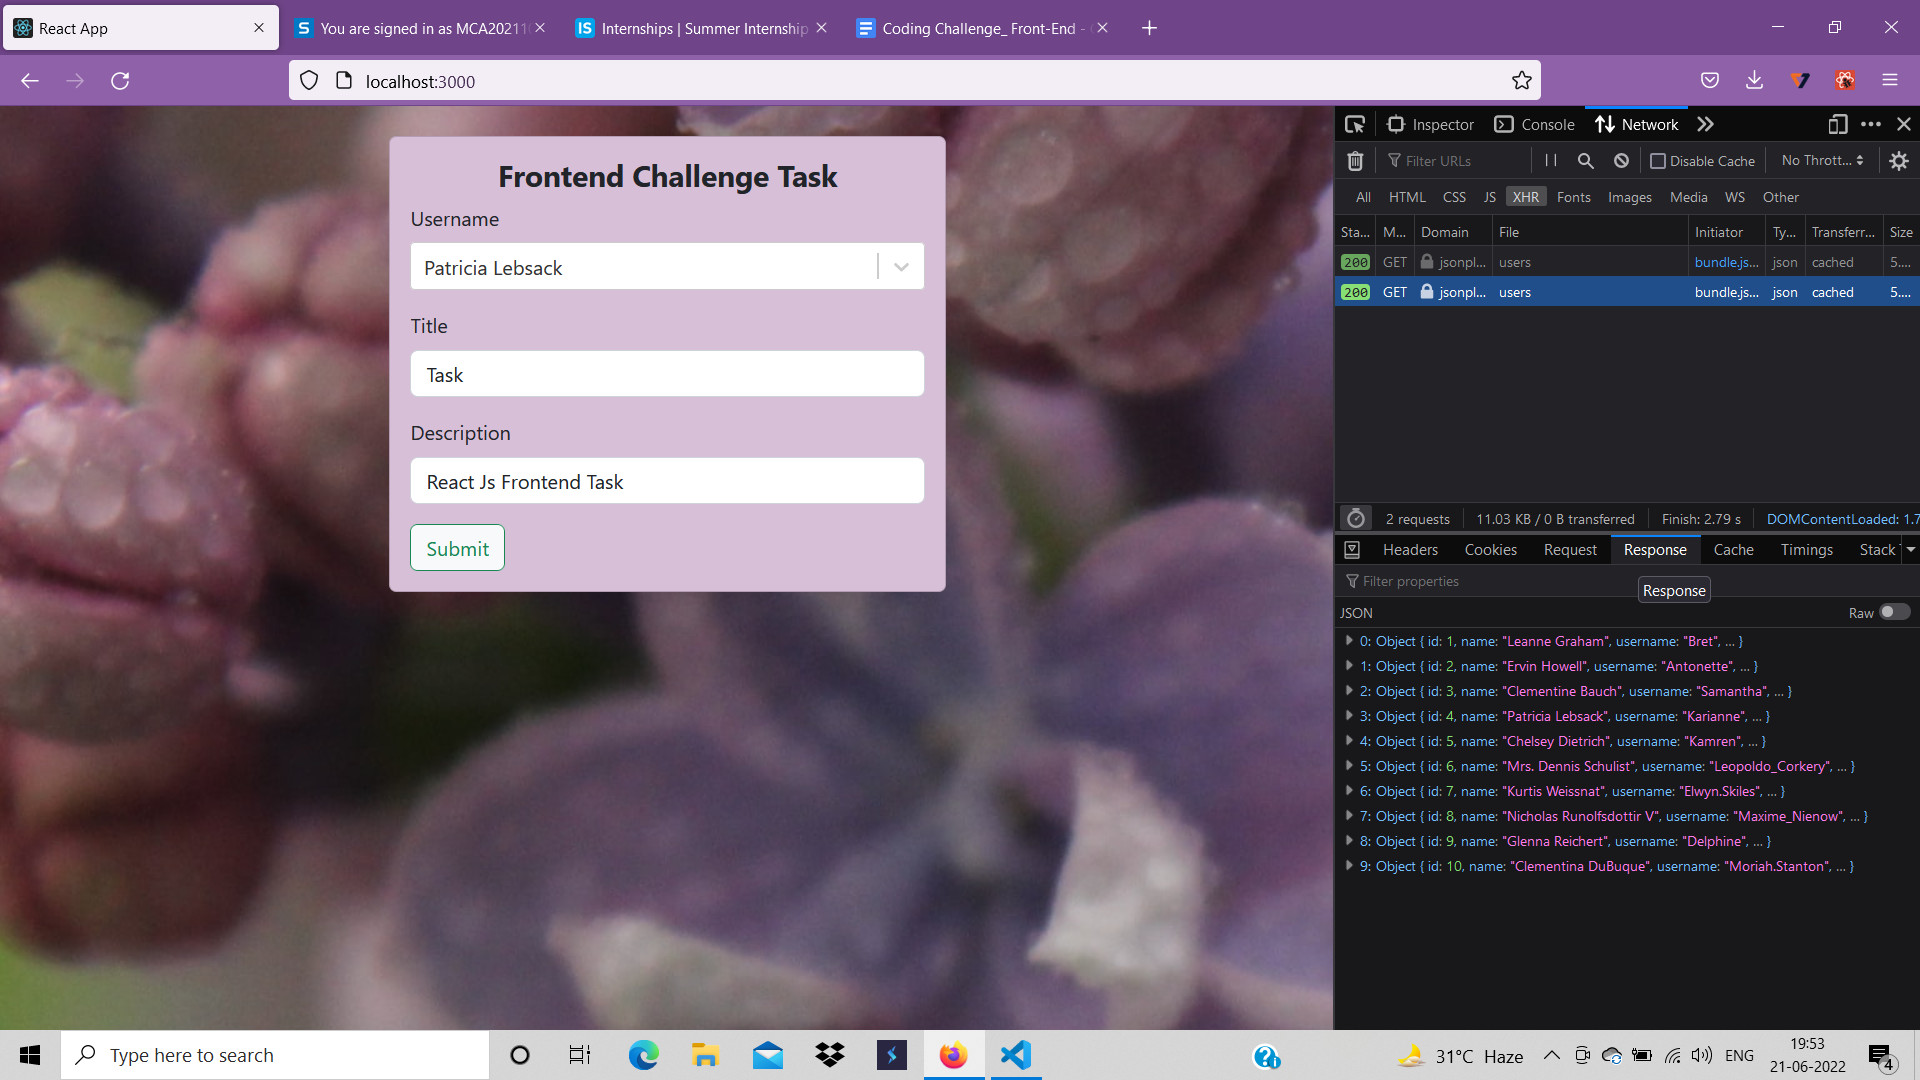 React App
You are signed in as MCA20211
Internships | Summer Internship
Coding Challenge_ Front-End -
localhost:3000
Frontend Challenge Task
Username
Patricia Lebsack
Title
Task
Description
React Js Frontend Task
Submit
Inspector Console Network
Filter URLs Disable Cache No Thrott...
All HTML CSS JS XHR Fonts Images Media WS Other
Sta... M... Domain File Initiator Ty... Transferr... Size
200 GET jsonpl... users bundle.js... json cached 5....
200 GET jsonpl... users bundle.js... json cached 5....
2 requests 11.03 KB / 0 B transferred Finish: 2.79 s DOMContentLoaded: 1.7
Headers Cookies Request Response Cache Timings Stack
Filter properties
Response
JSON Raw
0: Object { id: 1, name: "Leanne Graham", username: "Bret", ... }
1: Object { id: 2, name: "Ervin Howell", username: "Antonette", ... }
2: Object { id: 3, name: "Clementine Bauch", username: "Samantha", ... }
3: Object { id: 4, name: "Patricia Lebsack", username: "Karianne", ... }
4: Object { id: 5, name: "Chelsey Dietrich", username: "Kamren", ... }
5: Object { id: 6, name: "Mrs. Dennis Schulist", username: "Leopoldo_Corkery", ... }
6: Object { id: 7, name: "Kurtis Weissnat", username: "Elwyn.Skiles", ... }
7: Object { id: 8, name: "Nicholas Runolfsdottir V", username: "Maxime_Nienow", ... }
8: Object { id: 9, name: "Glenna Reichert", username: "Delphine", ... }
9: Object { id: 10, name: "Clementina DuBuque", username: "Moriah.Stanton", ... }
Type here to search
31°C Haze
ENG
19:53
21-06-2022
4